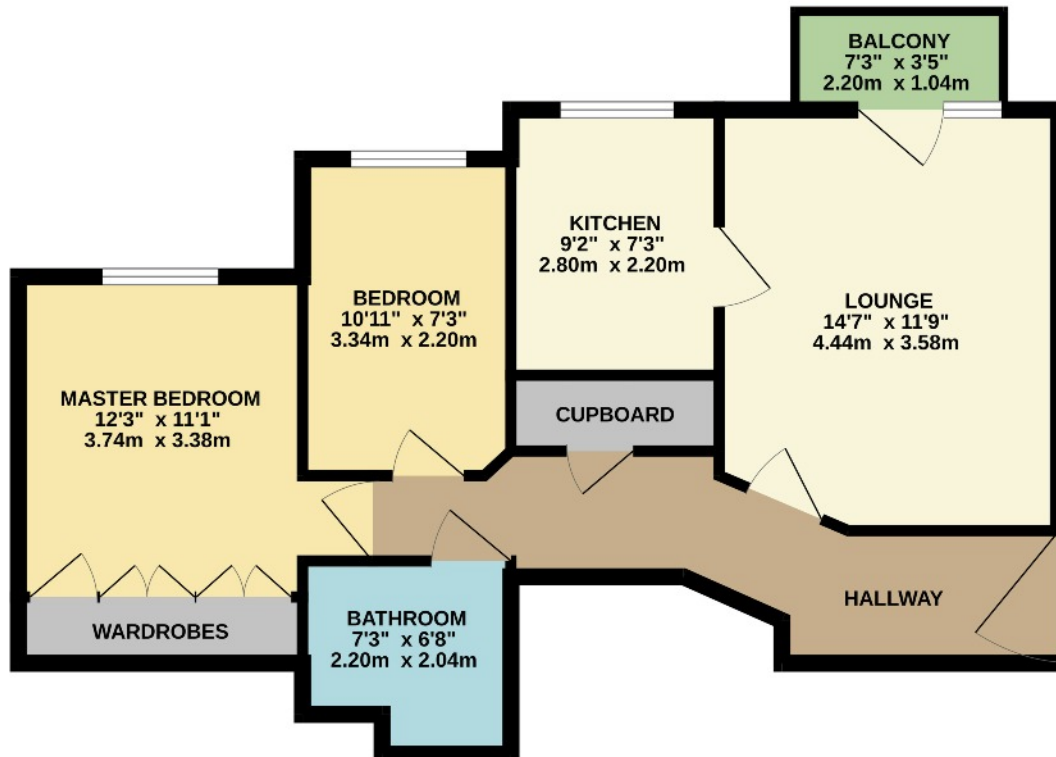 BALCONY
7'3" x 3'5"
2.20m x 1.04m
KITCHEN
9'2" x 7'3"
2.80m x 2.20m
BEDROOM
10'11" x 7'3"
3.34m x 2.20m
LOUNGE
14'7" x 11'9"
4.44m x 3.58m
MASTER BEDROOM
12'3" x 11'1"
3.74m x 3.38m
CUPBOARD
HALLWAY
WARDROBES
BATHROOM
7'3" x 6'8"
2.20m x 2.04m